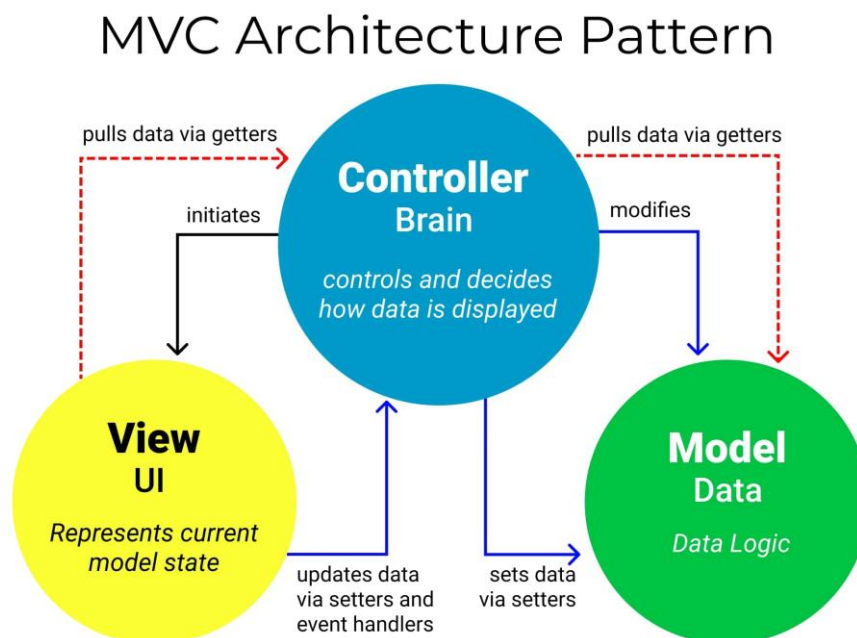 MVC Architecture Pattern
pulls data via getters
pulls data via getters
Controller
Brain
initiates
modifies
controls and decides
how data is displayed
View
UI
Represents current
model state
Model
Data
Data Logic
updates data
via setters and
event handlers
sets data
via setters